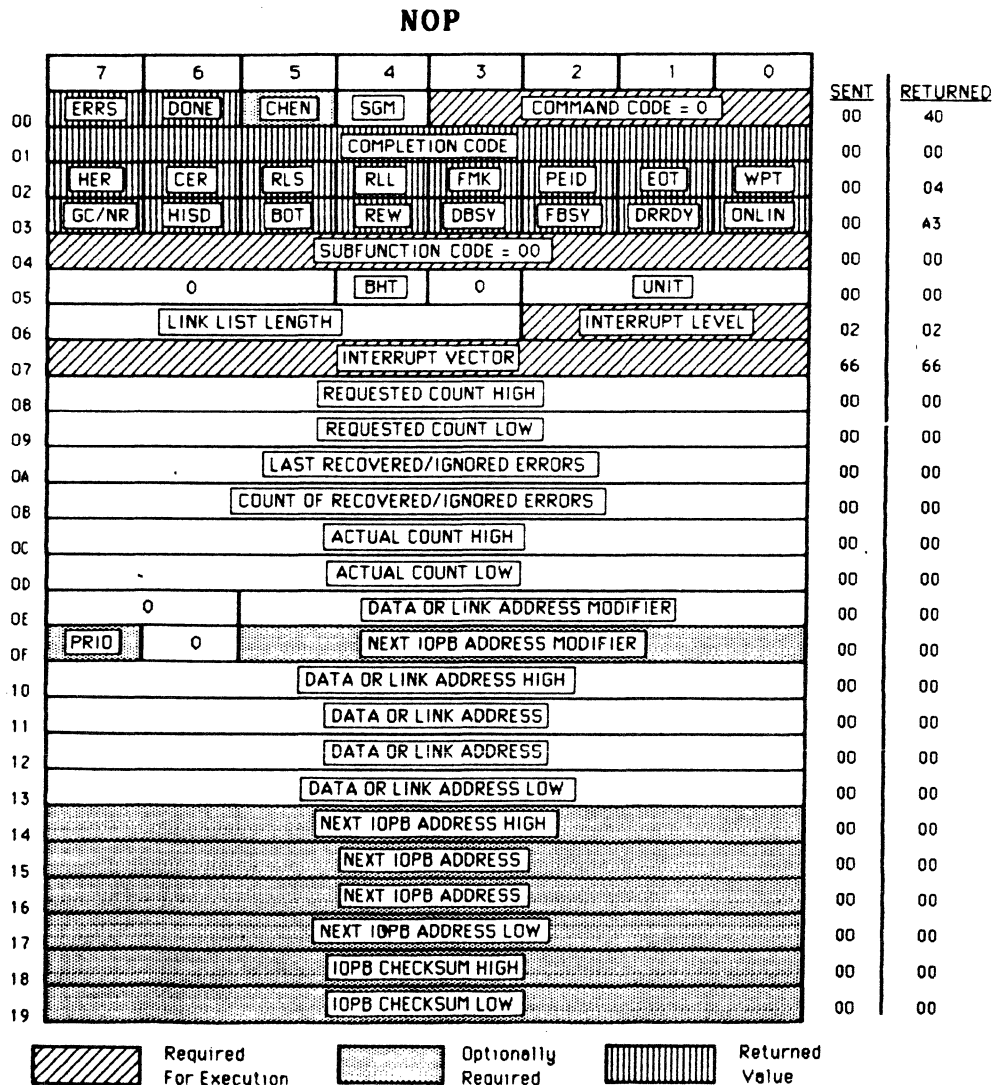 NOP
7 6 5 4 3 2 1 0
SENT RETURNED
00 ERRS DONE CHEN SGM COMMAND CODE = 0 00 40
01 COMPLETION CODE 00 00
02 HER CER RLS RLL FMK PEID EOT WPT 00 04
03 GC/NR HISD BOT REW DBSY FBSY DRRDY ONLIN 00 A3
04 SUBFUNCTION CODE = 00 00 00
05 0 BHT 0 UNIT 00 00
06 LINK LIST LENGTH INTERRUPT LEVEL 02 02
07 INTERRUPT VECTOR 66 66
08 REQUESTED COUNT HIGH 00 00
09 REQUESTED COUNT LOW 00 00
0A LAST RECOVERED/IGNORED ERRORS 00 00
0B COUNT OF RECOVERED/IGNORED ERRORS 00 00
0C ACTUAL COUNT HIGH 00 00
0D ACTUAL COUNT LOW 00 00
0E 0 DATA OR LINK ADDRESS MODIFIER 00 00
0F PRIO 0 NEXT IOPB ADDRESS MODIFIER 00 00
10 DATA OR LINK ADDRESS HIGH 00 00
11 DATA OR LINK ADDRESS 00 00
12 DATA OR LINK ADDRESS 00 00
13 DATA OR LINK ADDRESS LOW 00 00
14 NEXT IOPB ADDRESS HIGH 00 00
15 NEXT IOPB ADDRESS 00 00
16 NEXT IOPB ADDRESS 00 00
17 NEXT IOPB ADDRESS LOW 00 00
18 IOPB CHECKSUM HIGH 00 00
19 IOPB CHECKSUM LOW 00 00
Required Optionally Returned
For Execution Required Value